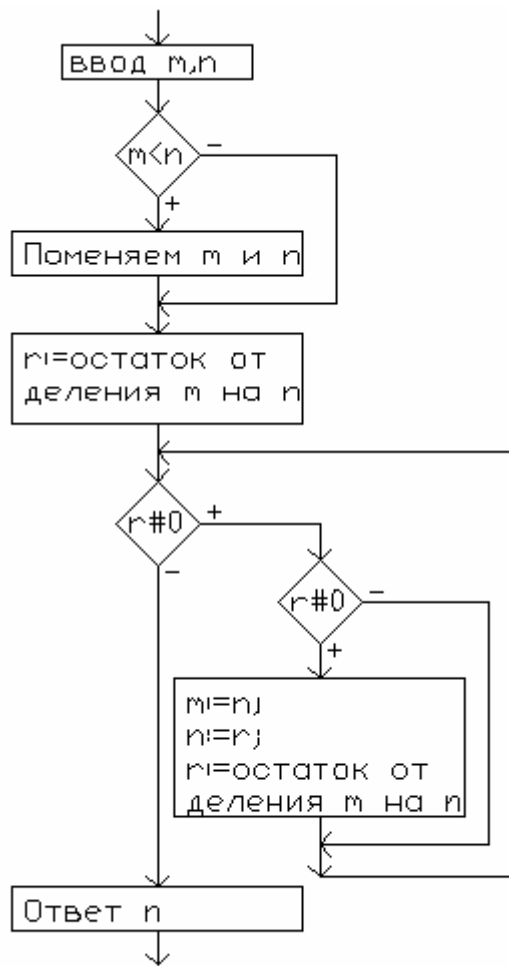 ввод m,n
m<n
-
+
Поменяем m и n
r:=остаток от
деления m на n
r#0
+
-
r#0
-
+
m:=n;
n:=r;
r:=остаток от
деления m на n
Ответ n